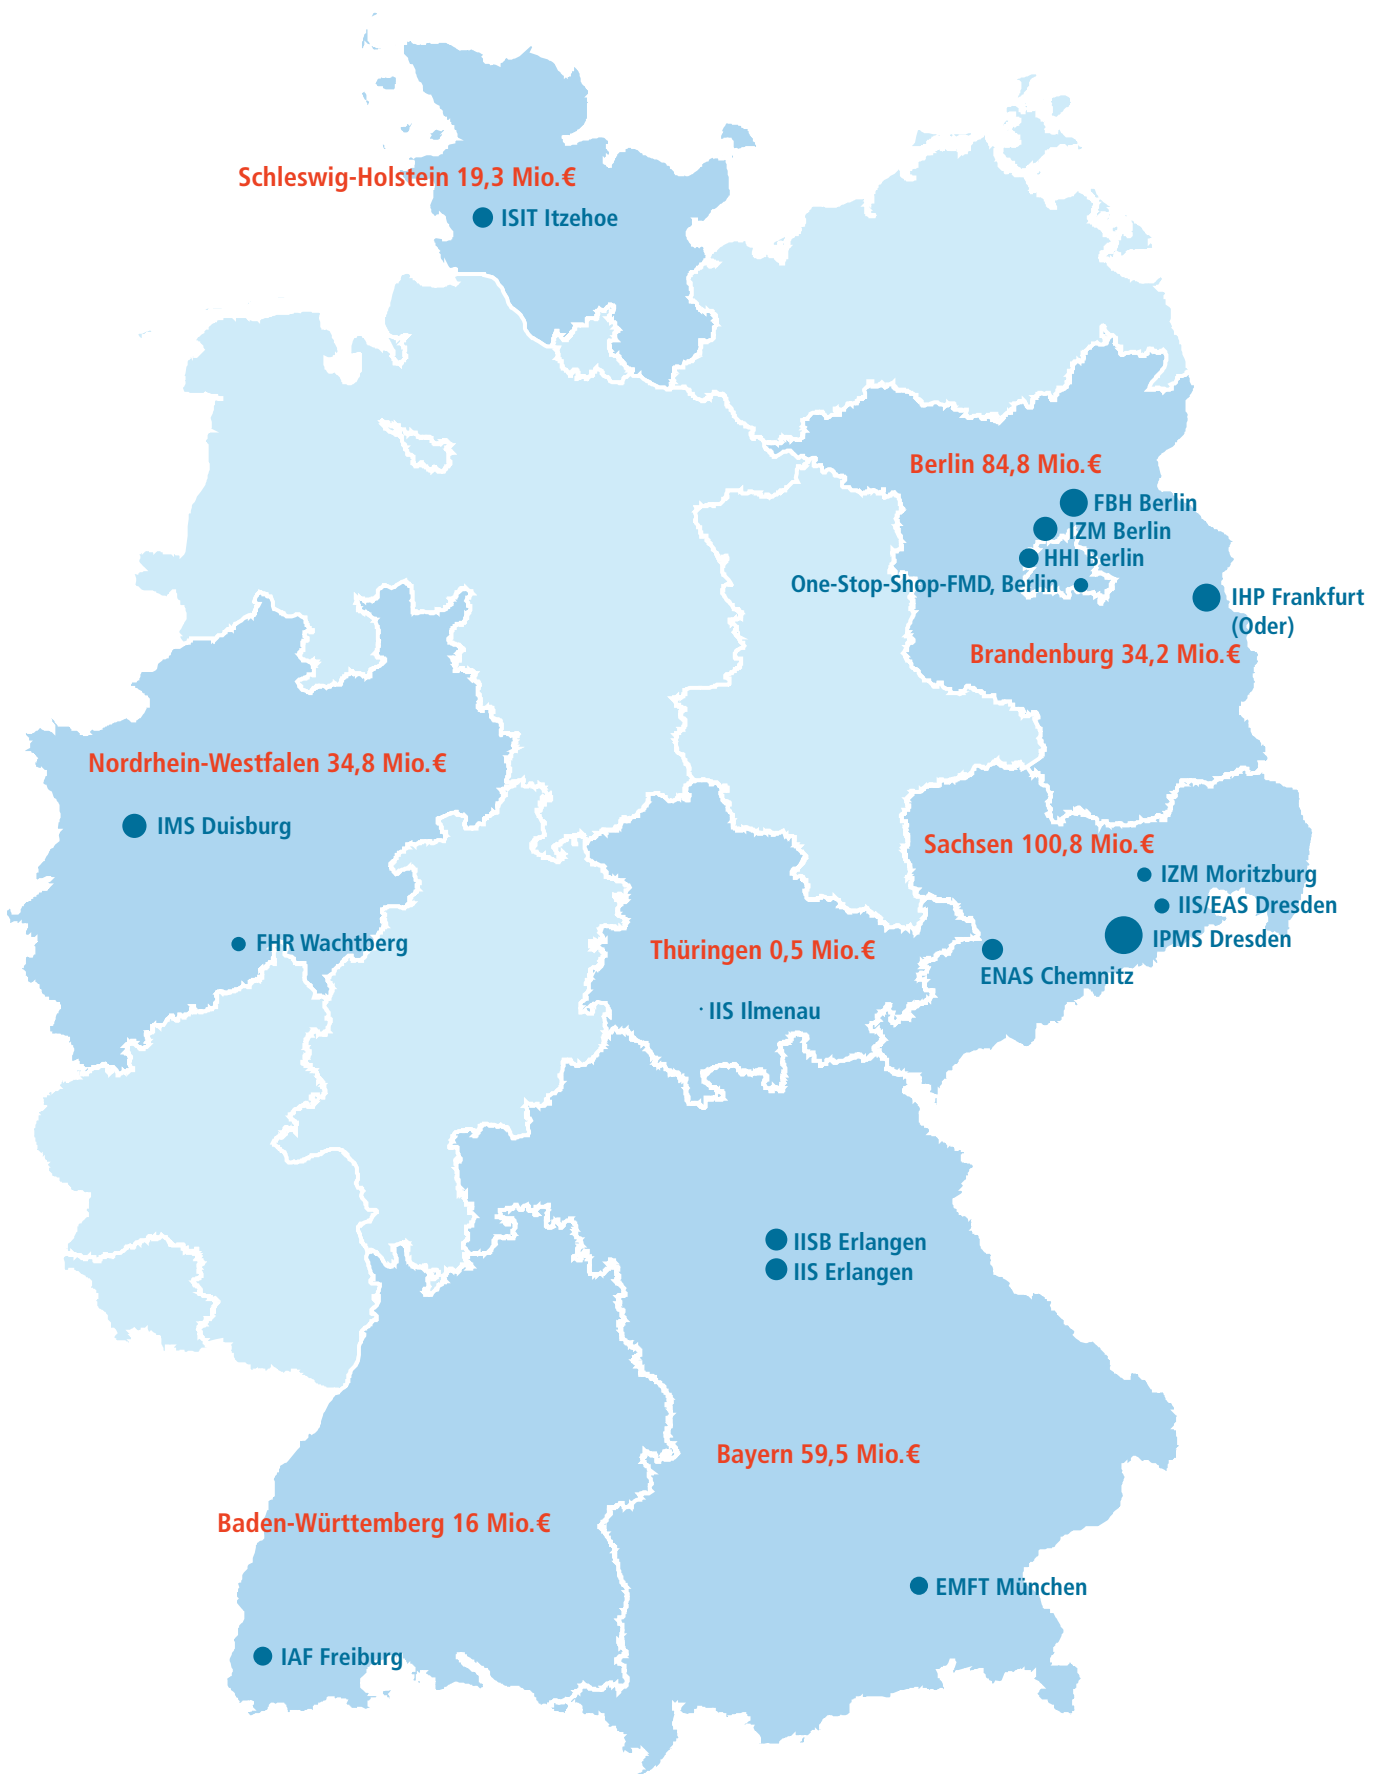 Schleswig-Holstein 19,3 Mio.€
ISIT Itzehoe
Berlin 84,8 Mio.€
FBH Berlin
IZM Berlin
HHI Berlin
One-Stop-Shop-FMD, Berlin
IHP Frankfurt
(Oder)
Brandenburg 34,2 Mio.€
Nordrhein-Westfalen 34,8 Mio.€
IMS Duisburg
FHR Wachtberg
Sachsen 100,8 Mio.€
IZM Moritzburg
IIS/EAS Dresden
IPMS Dresden
ENAS Chemnitz
Thüringen 0,5 Mio.€
IIS Ilmenau
IISB Erlangen
IIS Erlangen
Bayern 59,5 Mio.€
Baden-Württemberg 16 Mio.€
EMFT München
IAF Freiburg